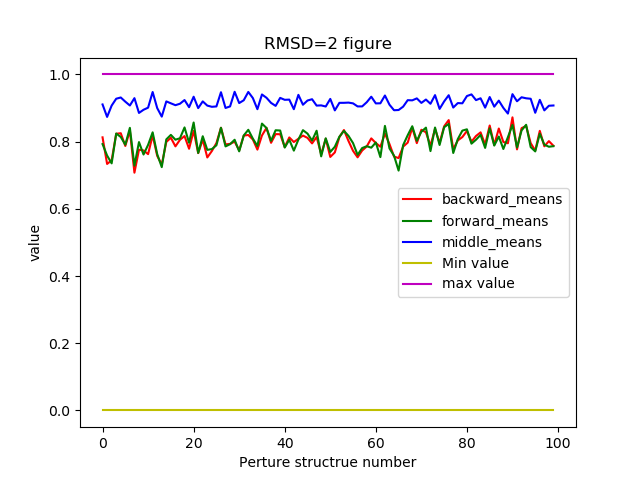 RMSD=2 figure
1.0
0.8
0.6
0.4
0.2
0.0
value
backward_means
forward_means
middle_means
Min value
max value
0 20 40 60 80 100
Perture structrue number